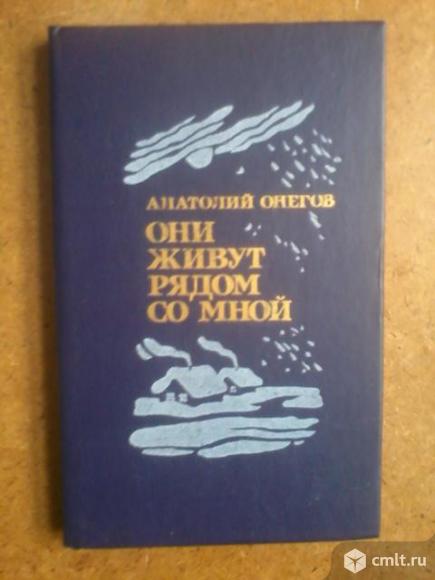 АНАТОЛИЙ ОНЕГОВ
ОНИ
ЖИВУТ
РЯДОМ
СО МНОЙ
cmlt.ru